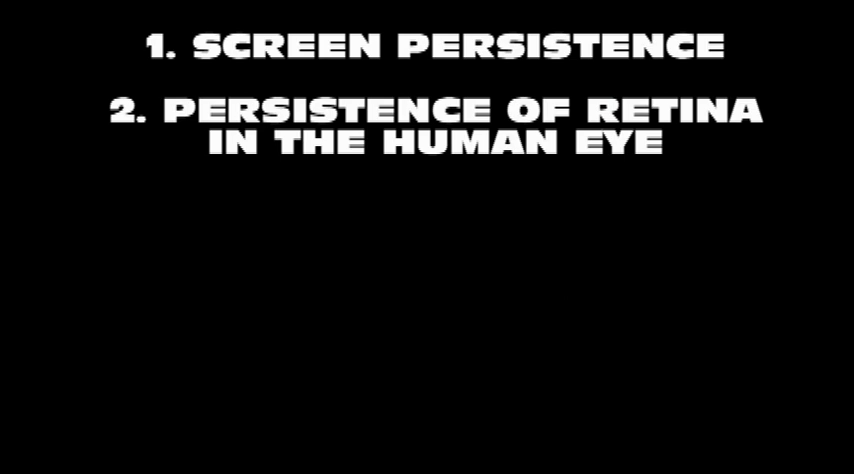 1. SCREEN PERSISTENCE
2. PERSISTENCE OF RETINA
IN THE HUMAN EYE